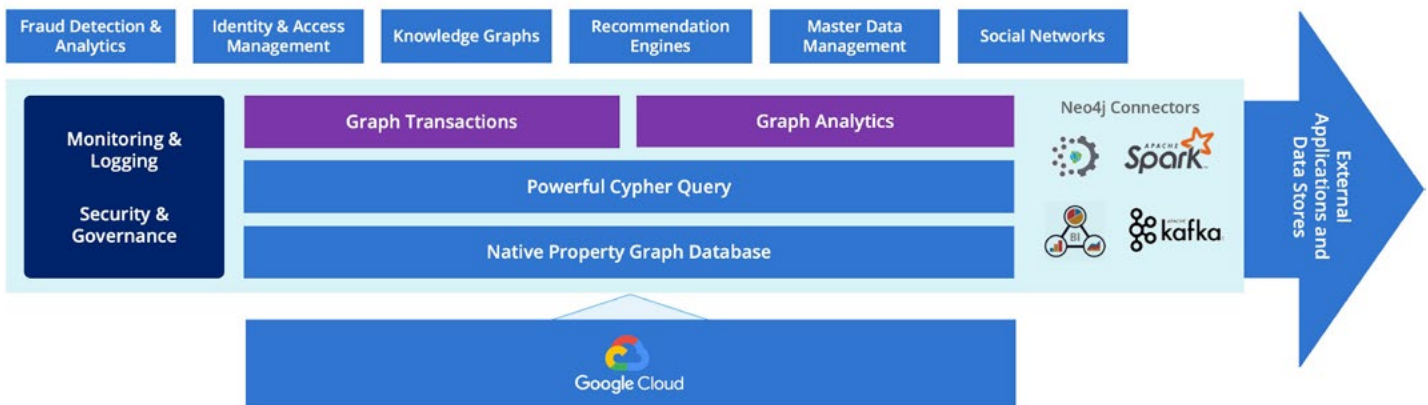 Fraud Detection &
Analytics
Identity & Access
Management
Knowledge Graphs
Recommendation
Engines
Master Data
Management
Social Networks
Monitoring &
Logging
Security &
Governance
Graph Transactions
Graph Analytics
Powerful Cypher Query
Native Property Graph Database
Neo4j Connectors
APACHE
Spark
BI
APACHE
kafka
External
Applications and
Data Stores
Google Cloud